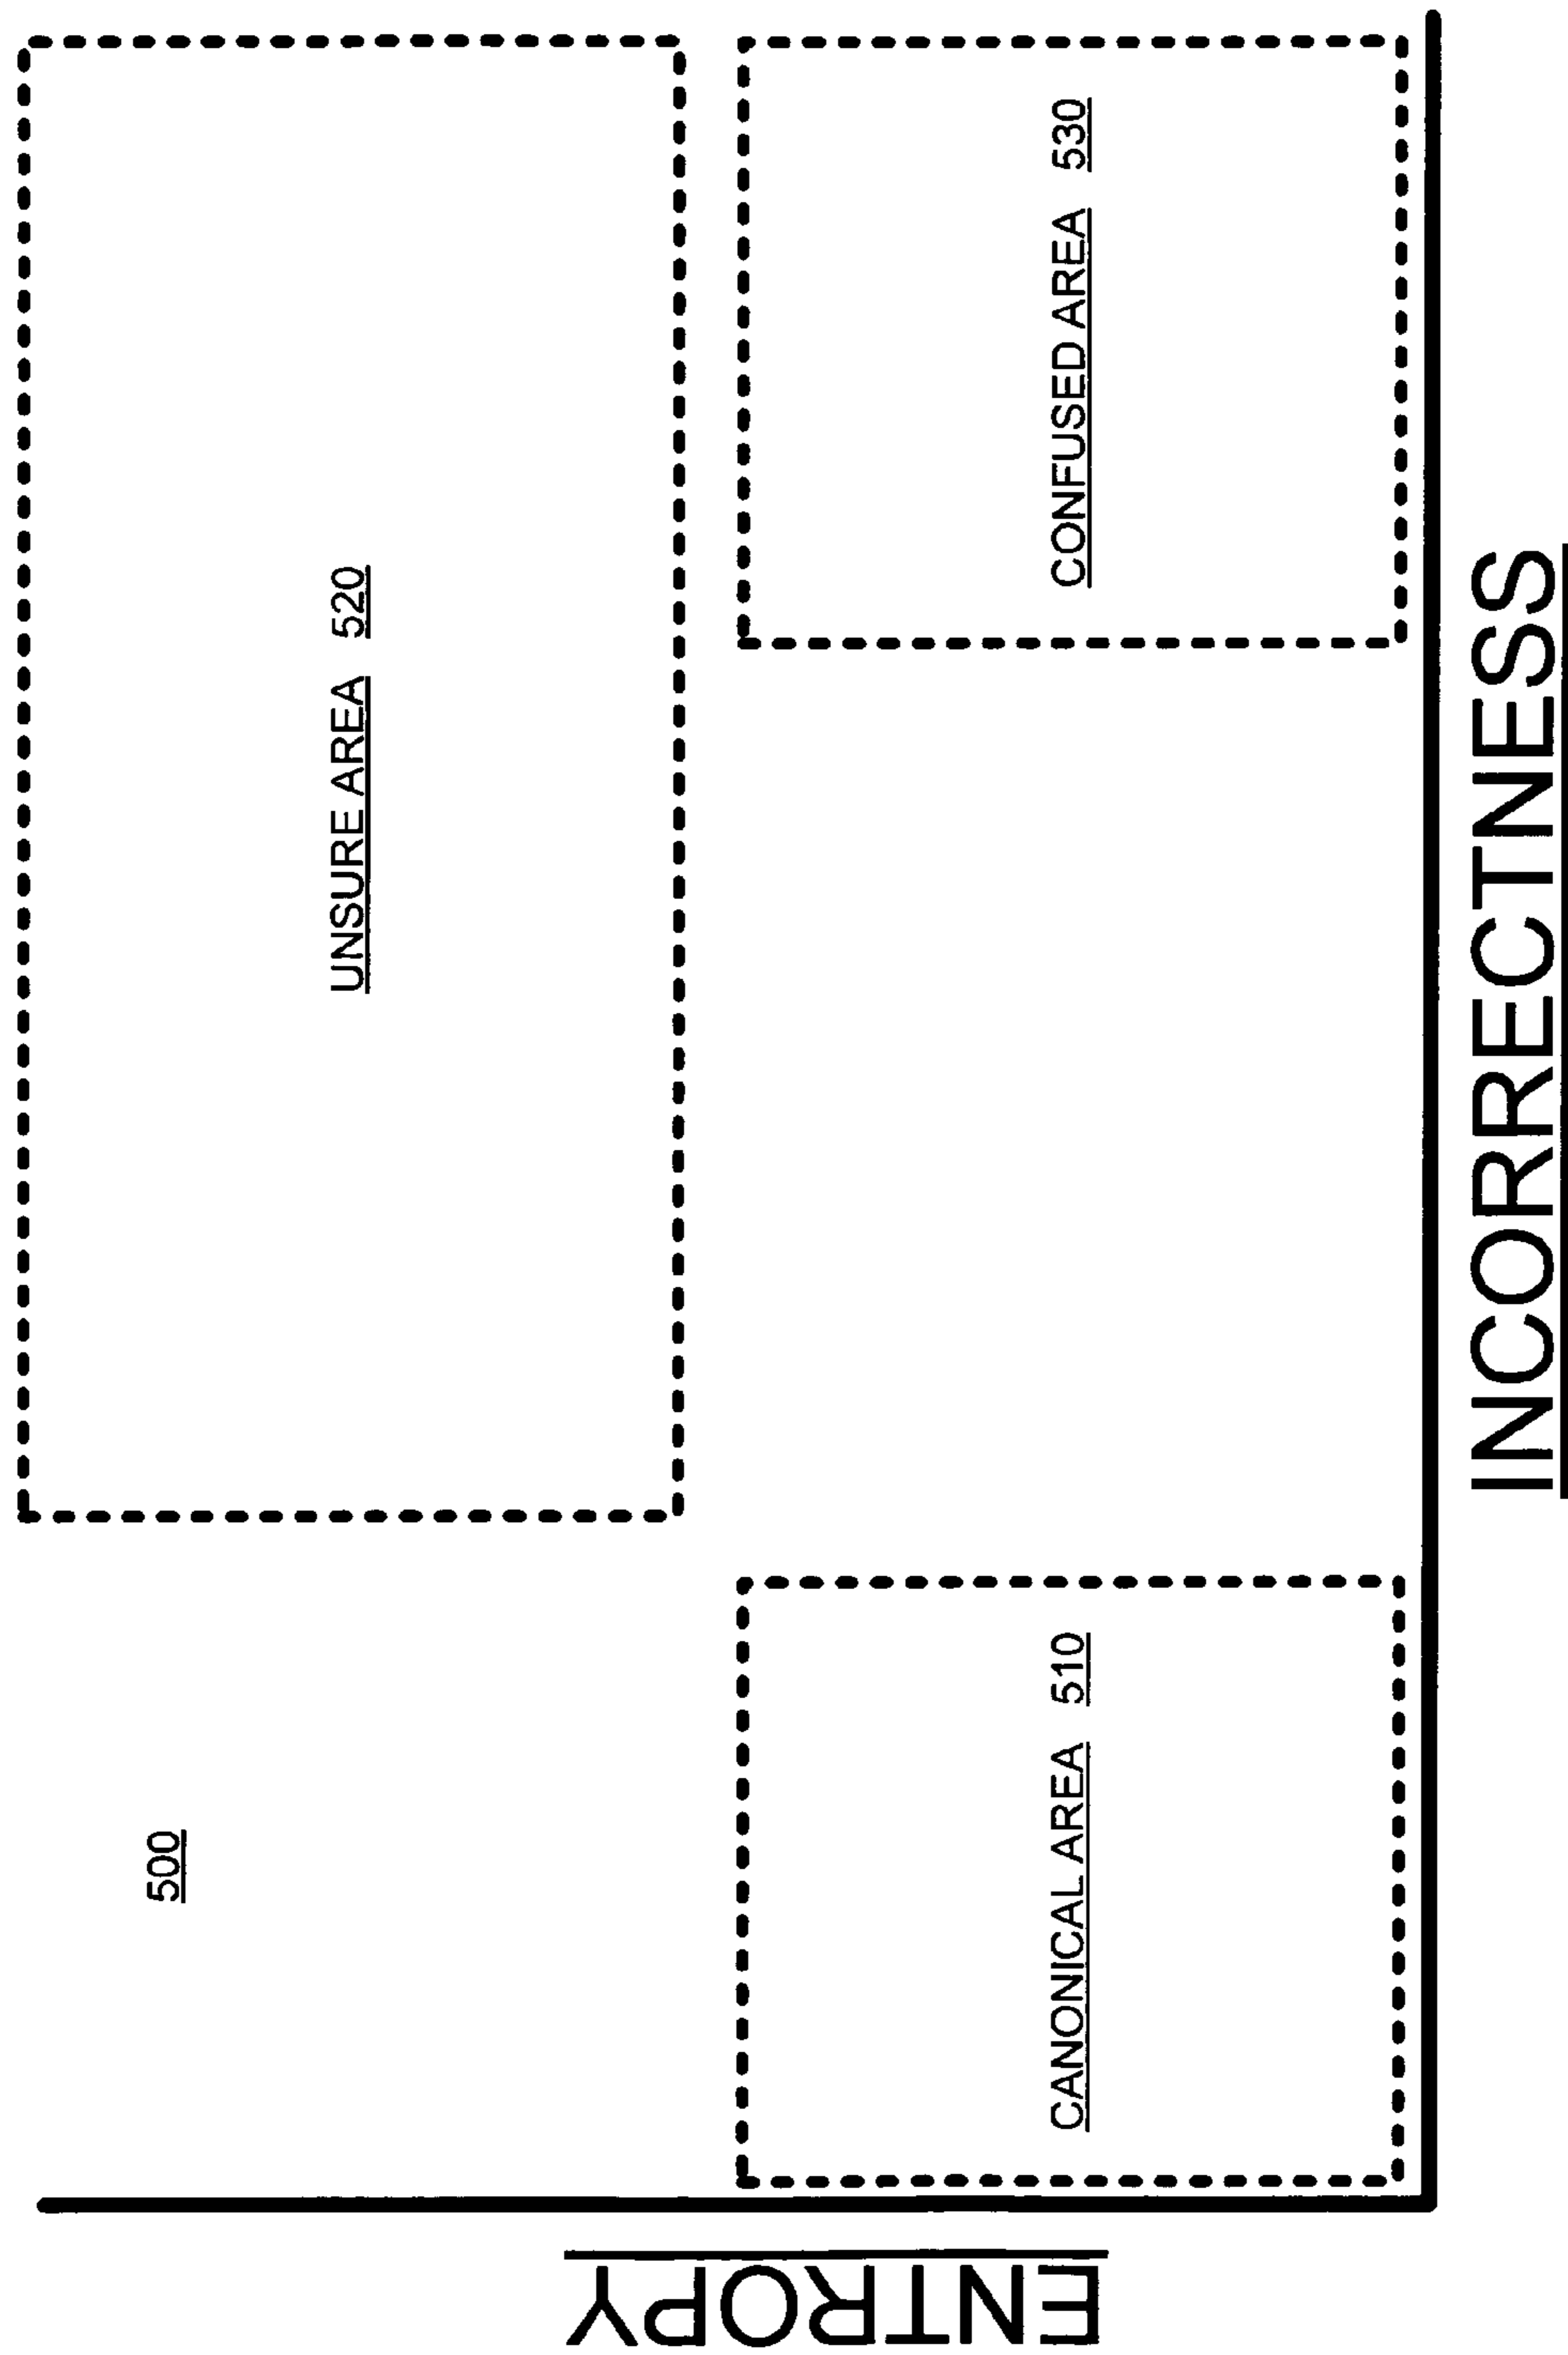 500
UNSURE AREA 520
CANONICAL AREA 510
CONFUSED AREA 530
ENTROPY
INCORRECTNESS